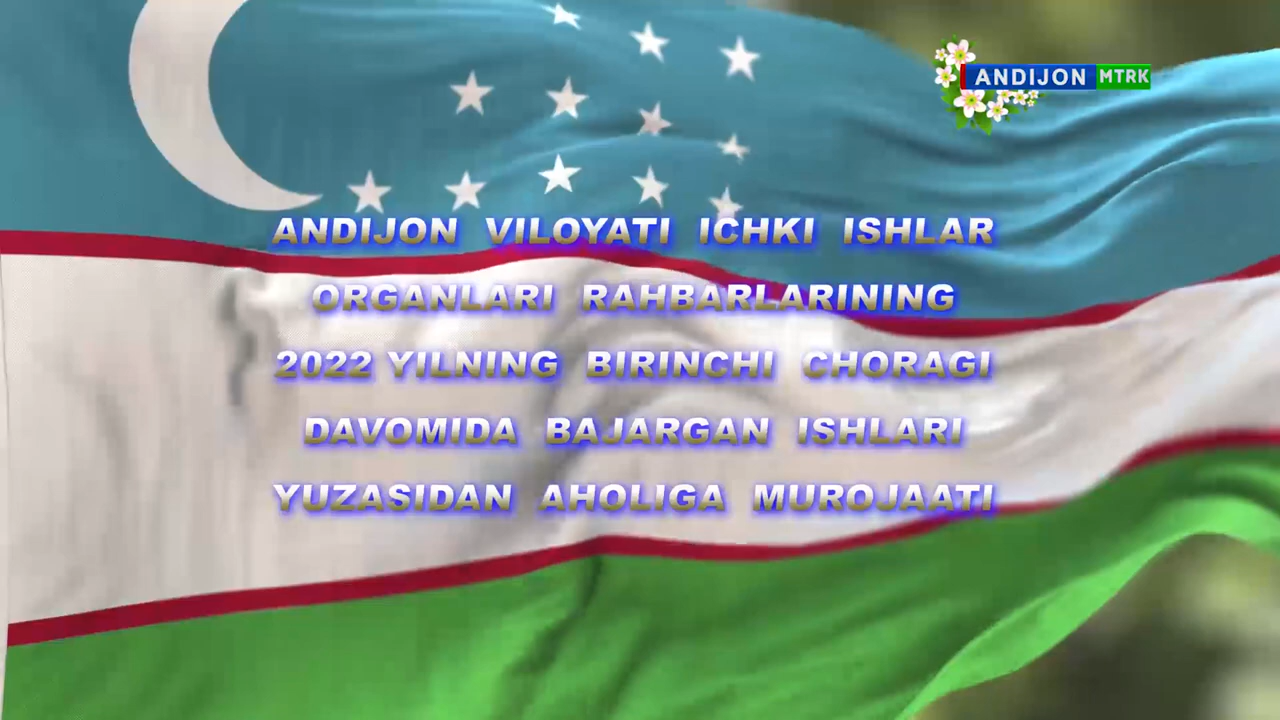 ANDIJON MTRK
ANDIJON VILOYATI ICHKI ISHLAR
ORGANLARI RAHBARLARINING
2022 YILNING BIRINCHI CHORAGI
DAVOMIDA BAJARGAN ISHLARI
YUZASIDAN AHOLIGA MUROJAATI